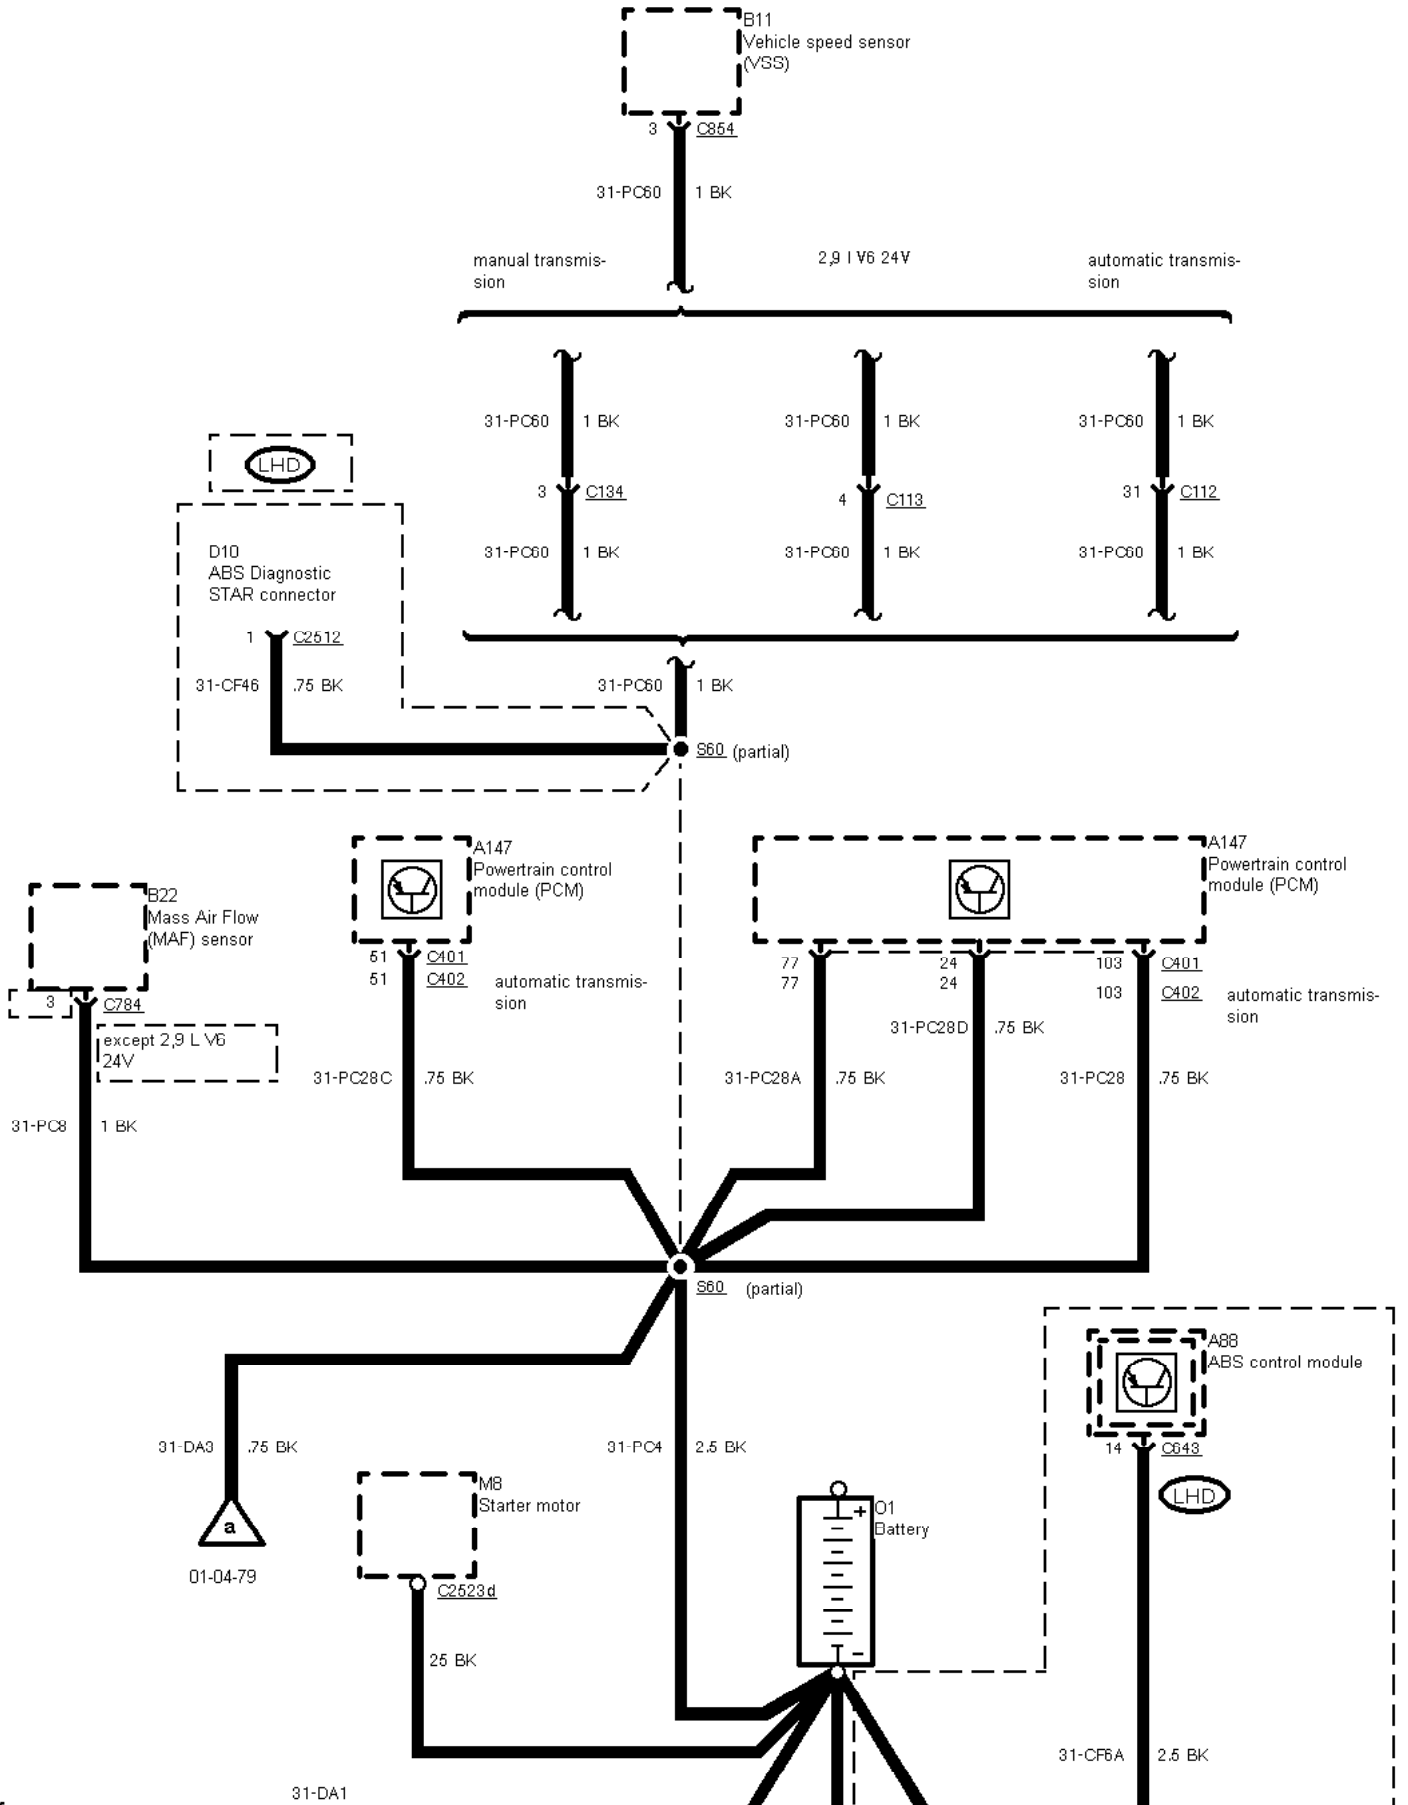 B11
Vehicle speed sensor
(VSS)
3 C854
31-PC60 1 BK
manual transmis-
sion
2,9 l V6 24V
automatic transmis-
sion
31-PC60 1 BK
31-PC60 1 BK
31-PC60 1 BK
LHD
3 C134
4 C113
31 C112
31-PC60 1 BK
31-PC60 1 BK
31-PC60 1 BK
D10
ABS Diagnostic
STAR connector
1 C2512
31-CF46 .75 BK
31-PC60 1 BK
S60 (partial)
A147
Powertrain control
module (PCM)
A147
Powertrain control
module (PCM)
B22
Mass Air Flow
(MAF) sensor
51 C401
51 C402
automatic transmis-
sion
77
77
24
24
103 C401
103 C402
automatic transmis-
sion
3 C784
except 2,9 L V6
24V
31-PC28D .75 BK
31-PC28C .75 BK
31-PC28A .75 BK
31-PC28 .75 BK
31-PC8 1 BK
S60 (partial)
A88
ABS control module
31-DA3 .75 BK
31-PC4 2.5 BK
14 C643
LHD
M8
Starter motor
+
O1
Battery
-
a
01-04-79
C2523d
25 BK
31-CF6A 2.5 BK
31-DA1